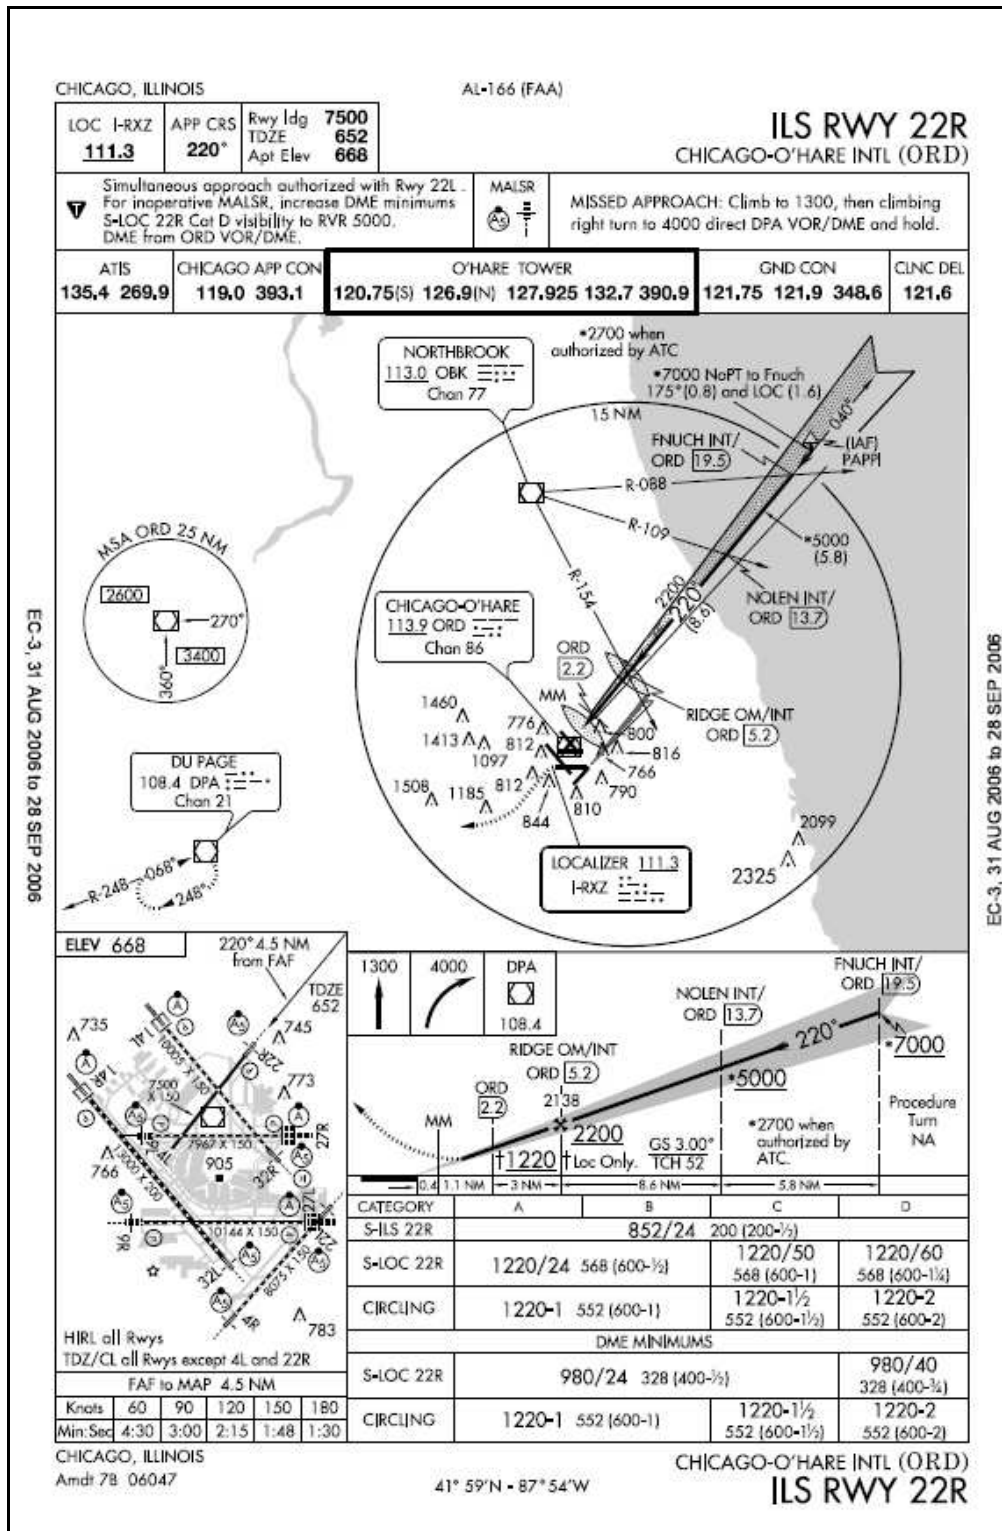 CHICAGO, ILLINOIS
AL-166 (FAA)
LOC I-RXZ
111.3
APP CRS
220°
Rwy ldg 7500
TDZE 652
Apt Elev 668
ILS RWY 22R
CHICAGO-O'HARE INTL (ORD)
Simultaneous approach authorized with Rwy 22L.
For inoperative MALSR, increase DME minimums
S-LOC 22R Cat D visibility to RVR 5000.
DME from ORD VOR/DME.
MALSR
MISSED APPROACH: Climb to 1300, then climbing
right turn to 4000 direct DPA VOR/DME and hold.
ATIS
135.4 269.9
CHICAGO APP CON
119.0 393.1
O'HARE TOWER
120.75(S) 126.9(N) 127.925 132.7 390.9
GND CON
121.75 121.9 348.6
CLNC DEL
121.6
*2700 when
authorized by ATC
*7000 NoPT to Fnuch
175° (0.8) and LOC (1.6)
NORTHBROOK
113.0 OBK
Chan 77
15 NM
040°
(IAF)
PAPPI
FNUCH INT/
ORD 19.5
R-088
R-109
R-154
*5000
(5.8)
NOLEN INT/
ORD 13.7
2200
220°
(8.6)
MSA ORD 25 NM
2600
270°
3400
360°
CHICAGO-O'HARE
113.9 ORD
Chan 86
ORD
2.2
MM
RIDGE OM/INT
ORD 5.2
1460
776
800
1413
812
816
1097
766
812
790
1508
1185
844
810
DU PAGE
108.4 DPA
Chan 21
R-248
068°
248°
LOCALIZER 111.3
I-RXZ
2099
2325
EC-3, 31 AUG 2006 to 28 SEP 2006
EC-3, 31 AUG 2006 to 28 SEP 2006
ELEV 668
220° 4.5 NM
from FAF
TDZE
652
735
745
773
766
905
783
14L
14R
22R
27R
32R
4L
9R
27L
22L
32L
4R
10005 X 150
7500
X 150
7967 X 150
13000 X 200
10144 X 150
8075 X 150
HIRL all Rwys
TDZ/CL all Rwys except 4L and 22R
FAF to MAP 4.5 NM
Knots 60 90 120 150 180
Min:Sec 4:30 3:00 2:15 1:48 1:30
1300
4000
DPA
108.4
FNUCH INT/
ORD 19.5
NOLEN INT/
ORD 13.7
RIDGE OM/INT
ORD 5.2
ORD
2.2
MM
2138
220°
*7000
*5000
2200
†1220
†Loc Only.
GS 3.00°
TCH 52
*2700 when
authorized by
ATC.
Procedure
Turn
NA
0.4 1.1 NM 3 NM 8.6 NM 5.8 NM
CATEGORY A B C D
S-ILS 22R 852/24 200 (200-½)
S-LOC 22R 1220/24 568 (600-½) 1220/50 568 (600-1) 1220/60 568 (600-1¼)
CIRCLING 1220-1 552 (600-1) 1220-1½ 552 (600-1½) 1220-2 552 (600-2)
DME MINIMUMS
S-LOC 22R 980/24 328 (400-½) 980/40 328 (400-¾)
CIRCLING 1220-1 552 (600-1) 1220-1½ 552 (600-1½) 1220-2 552 (600-2)
CHICAGO, ILLINOIS
Amdt 7B 06047
41° 59'N - 87° 54'W
CHICAGO-O'HARE INTL (ORD)
ILS RWY 22R